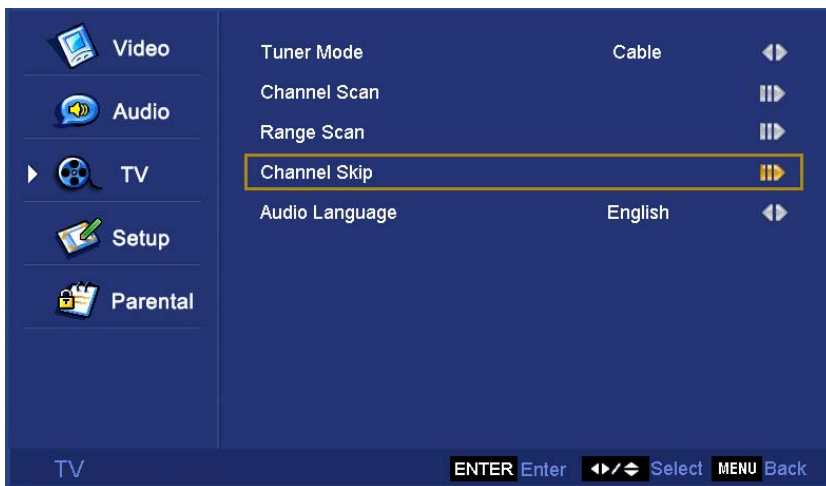 Video
Audio
TV
Setup
Parental
Tuner Mode Cable
Channel Scan
Range Scan
Channel Skip
Audio Language English
TV ENTER Enter Select MENU Back